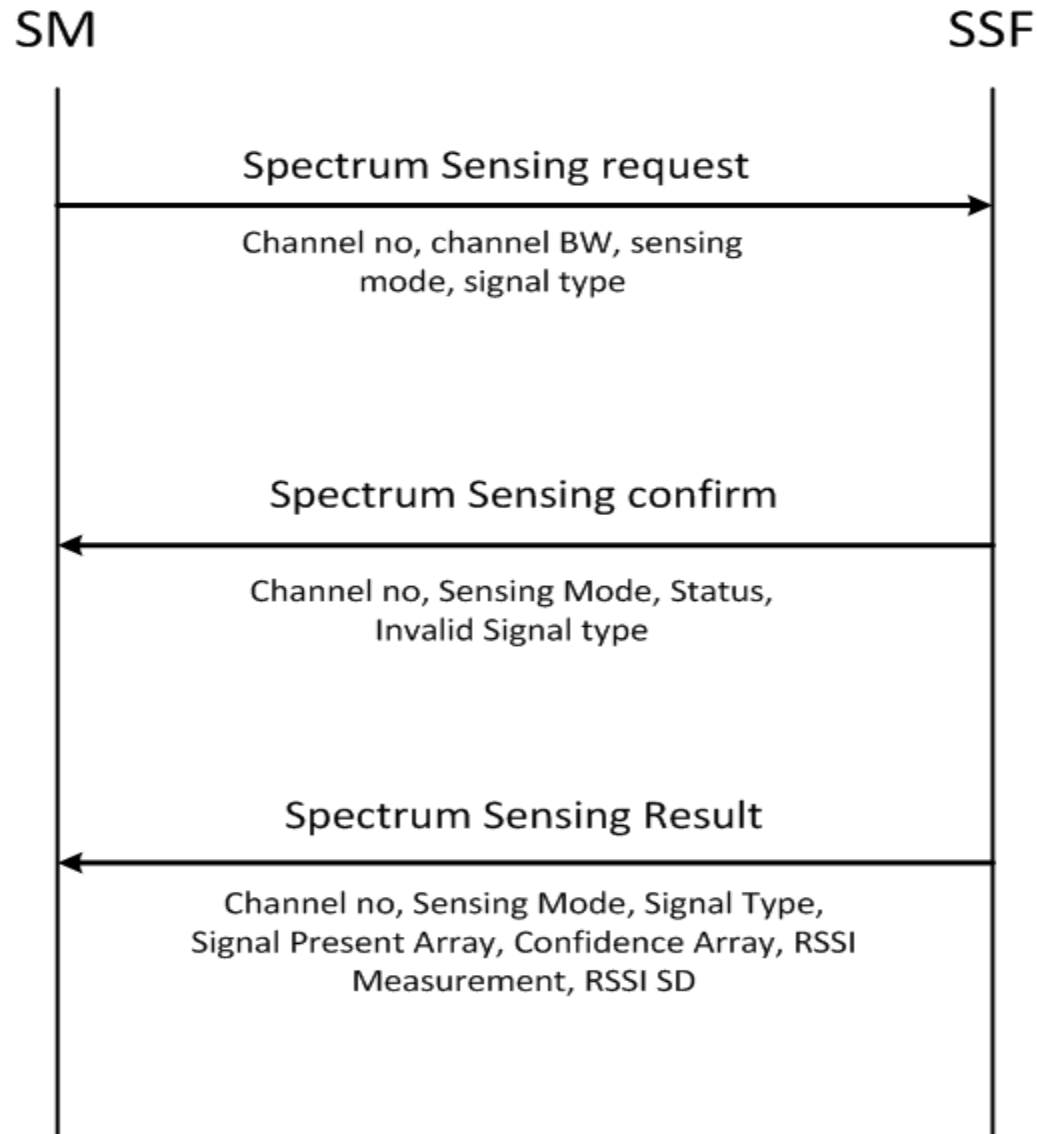 SM
SSF
Spectrum Sensing request
Channel no, channel BW, sensing
mode, signal type
Spectrum Sensing confirm
Channel no, Sensing Mode, Status,
Invalid Signal type
Spectrum Sensing Result
Channel no, Sensing Mode, Signal Type,
Signal Present Array, Confidence Array, RSSI
Measurement, RSSI SD